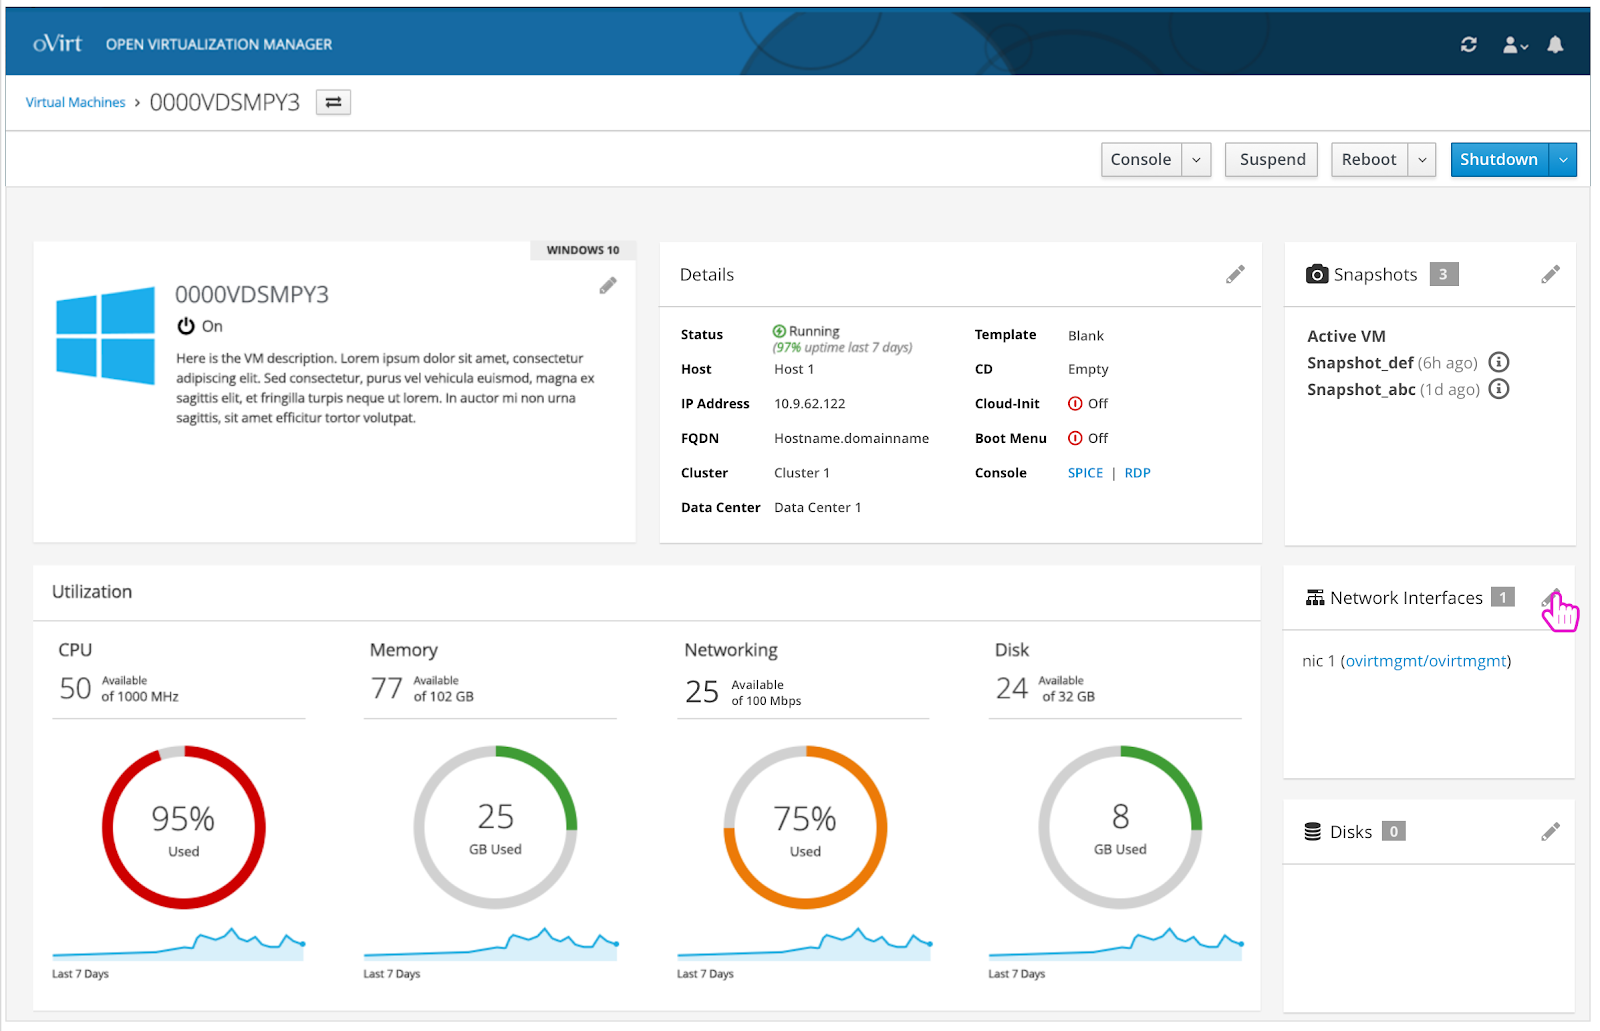 oVirt OPEN VIRTUALIZATION MANAGER
Virtual Machines › 0000VDSMPY3
Console Suspend Reboot Shutdown
WINDOWS 10
0000VDSMPY3
On
Here is the VM description. Lorem ipsum dolor sit amet, consectetur
adipiscing elit. Sed consectetur, purus vel vehicula euismod, magna ex
sagittis elit, et fringilla turpis neque ut lorem. In auctor mi non urna
sagittis, sit amet efficitur tortor volutpat.
Details
Status Running
(97% uptime last 7 days)
Host Host 1
IP Address 10.9.62.122
FQDN Hostname.domainname
Cluster Cluster 1
Data Center Data Center 1
Template Blank
CD Empty
Cloud-Init Off
Boot Menu Off
Console SPICE | RDP
Snapshots 3
Active VM
Snapshot_def (6h ago)
Snapshot_abc (1d ago)
Utilization
CPU
50 Available
of 1000 MHz
95%
Used
Last 7 Days
Memory
77 Available
of 102 GB
25
GB Used
Last 7 Days
Networking
25 Available
of 100 Mbps
75%
Used
Last 7 Days
Disk
24 Available
of 32 GB
8
GB Used
Last 7 Days
Network Interfaces 1
nic 1 (ovirtmgmt/ovirtmgmt)
Disks 0